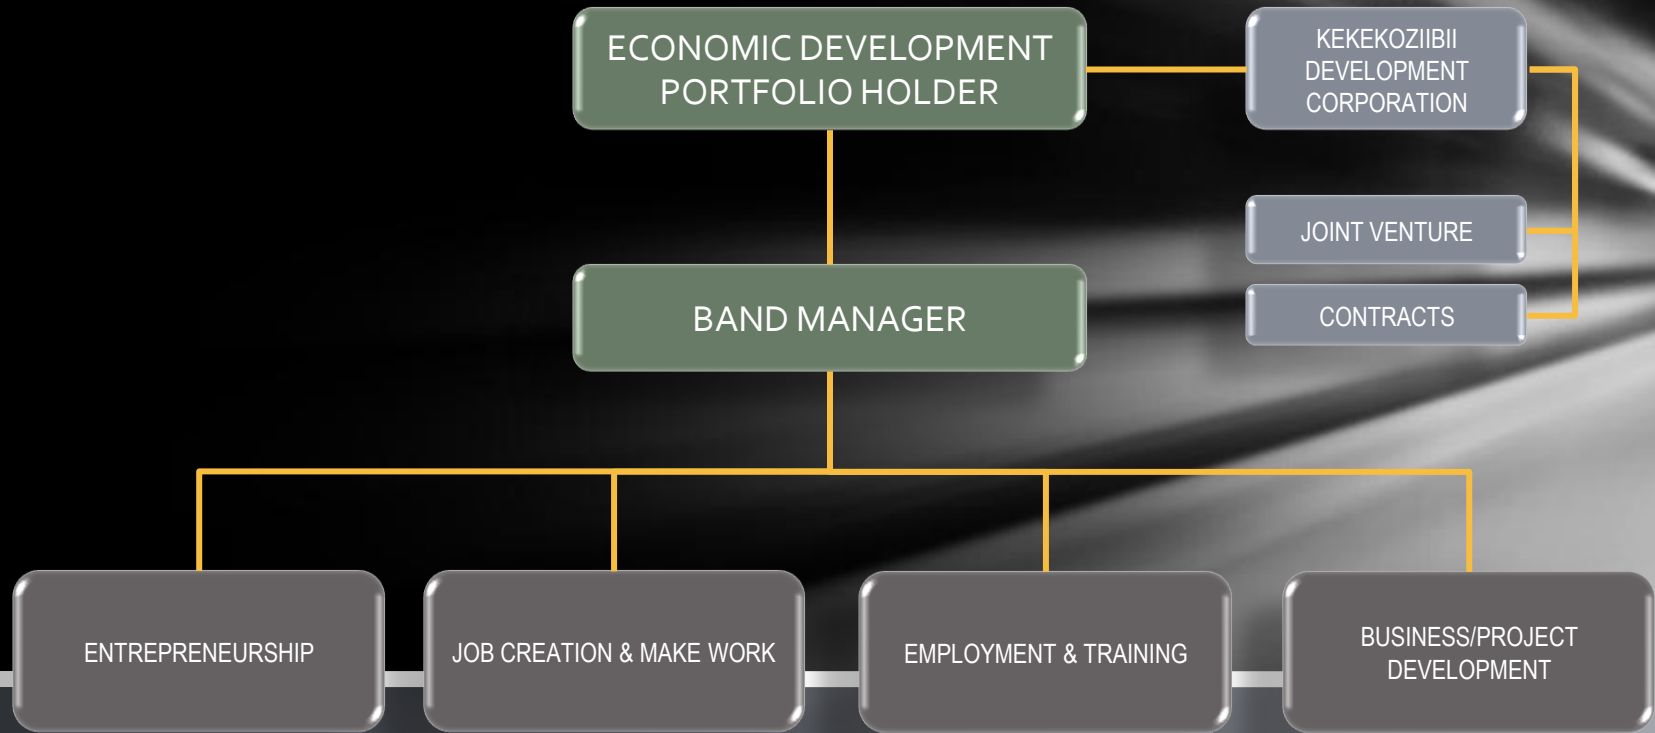 ECONOMIC DEVELOPMENT
PORTFOLIO HOLDER
KEKEKOZIIBII
DEVELOPMENT
CORPORATION
JOINT VENTURE
BAND MANAGER
CONTRACTS
ENTREPRENEURSHIP
JOB CREATION & MAKE WORK
EMPLOYMENT & TRAINING
BUSINESS/PROJECT
DEVELOPMENT